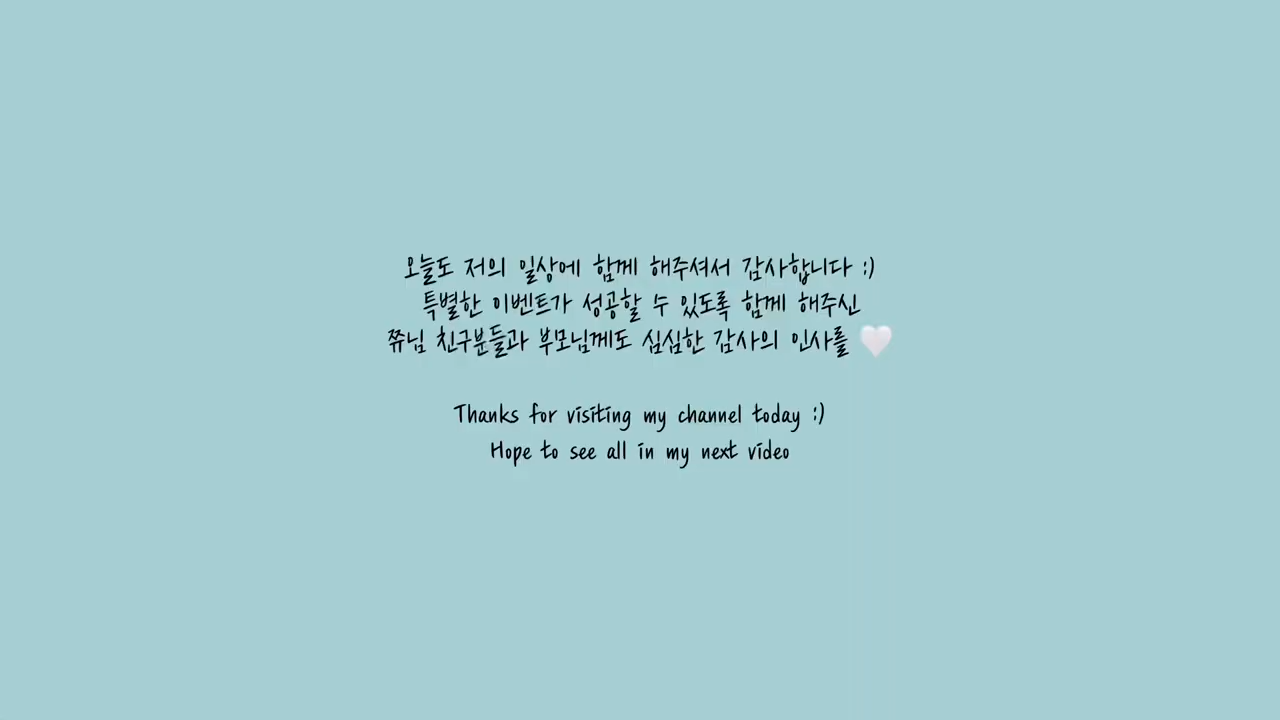 오늘도 저의 일상에 함께 해주셔서 감사합니다 :)
특별한 이벤트가 성공할 수 있도록 함께 해주신
쮸님 친구분들과 부모님께도 심심한 감사의 인사를 🤍
Thanks for visiting my channel today :)
Hope to see all in my next video